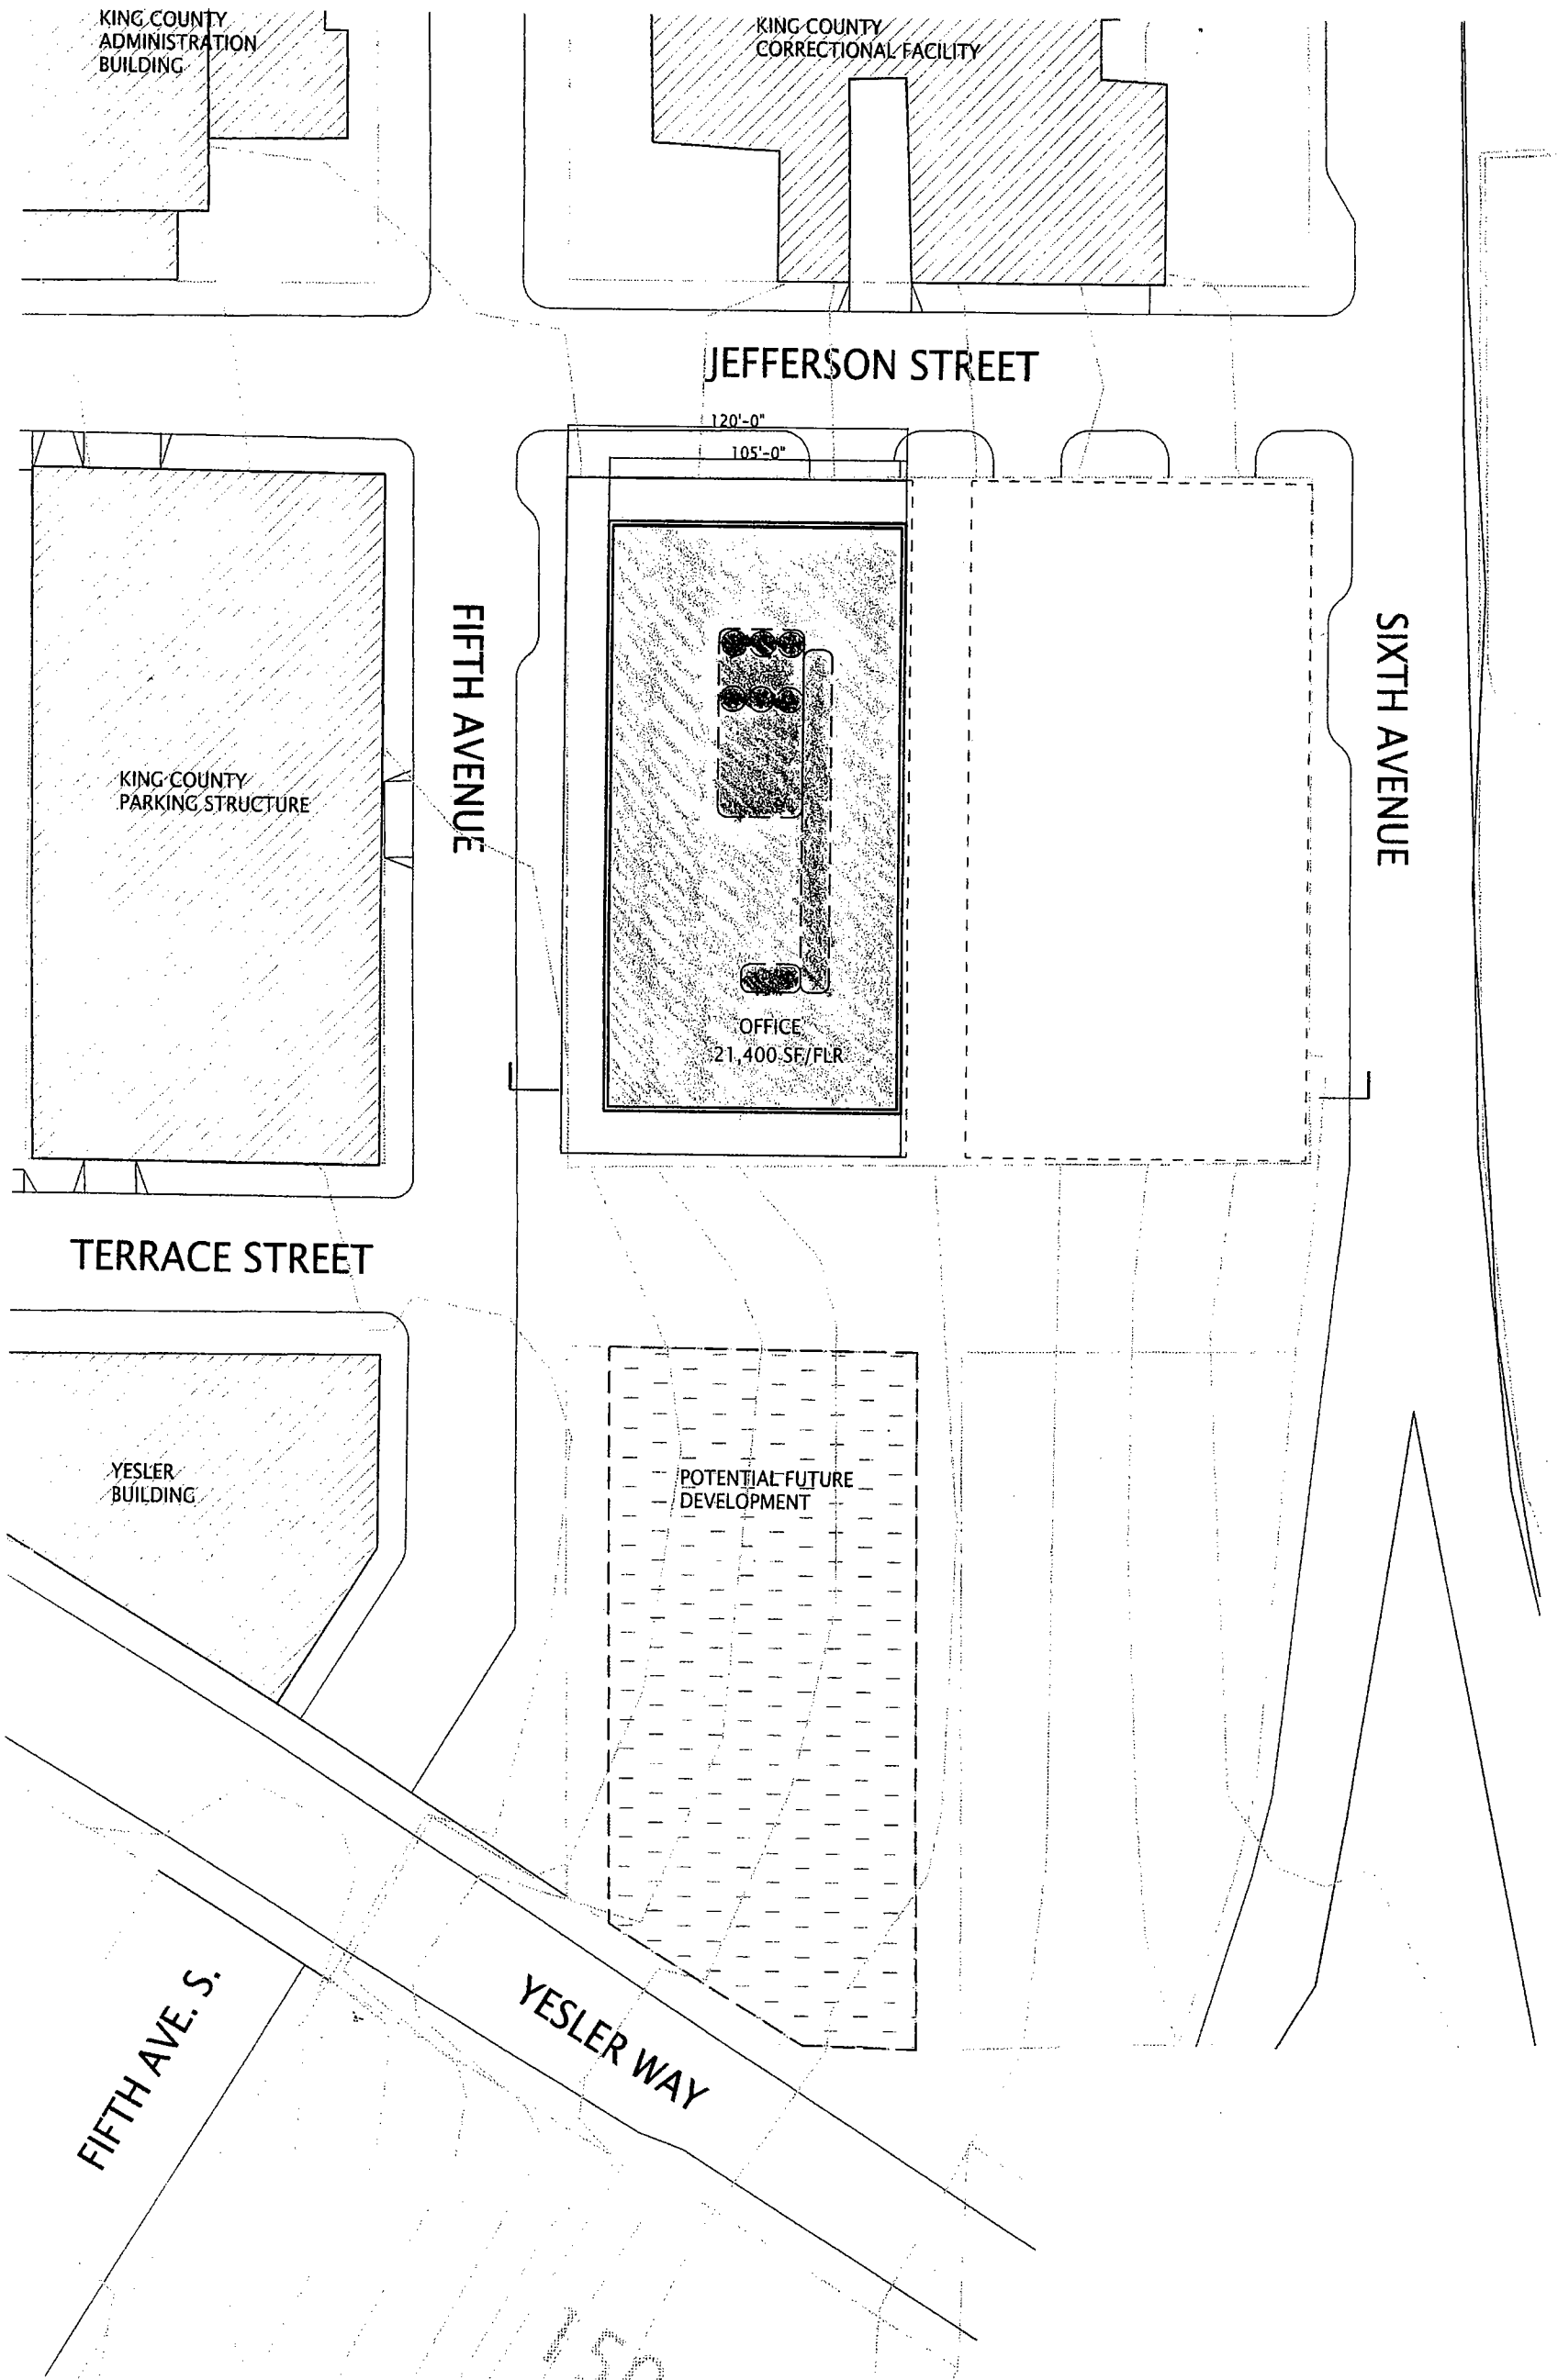 KING COUNTY
ADMINISTRATION
BUILDING
KING COUNTY
CORRECTIONAL FACILITY
JEFFERSON STREET
120'-0"
105'-0"
FIFTH AVENUE
SIXTH AVENUE
KING COUNTY
PARKING STRUCTURE
OFFICE
21,400 SF/FLR
TERRACE STREET
YESLER
BUILDING
POTENTIAL FUTURE
DEVELOPMENT
FIFTH AVE. S.
YESLER WAY
150